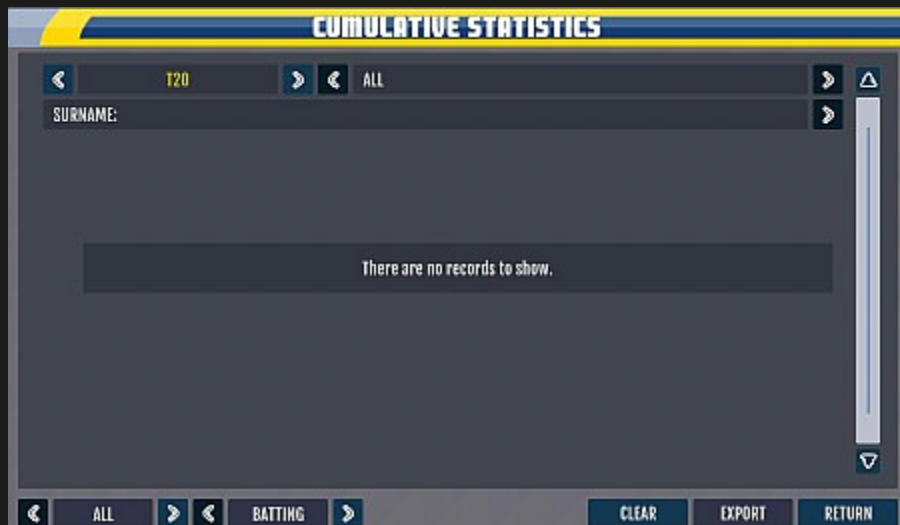 CUMULATIVE STATISTICS
T20 ALL
SURNAME:
There are no records to show.
ALL BATTING CLEAR EXPORT RETURN